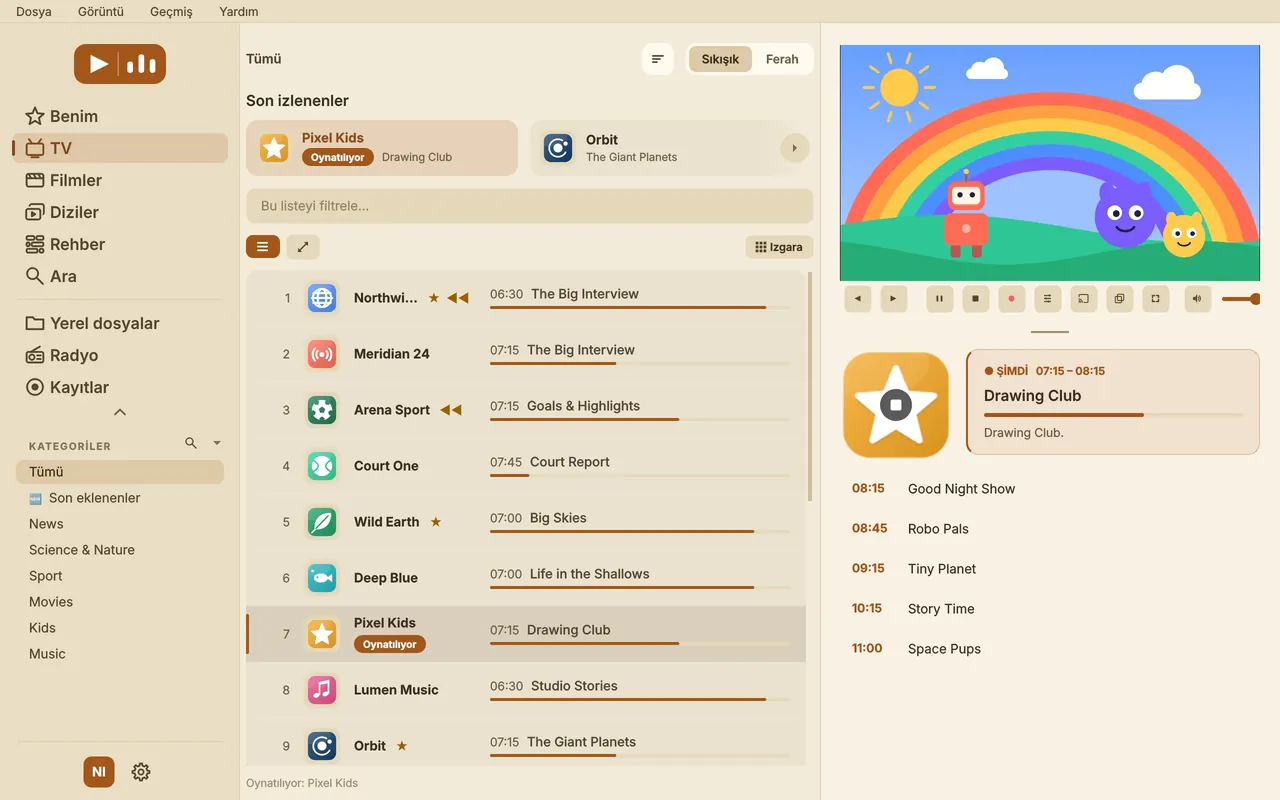 Dosya Görüntü Geçmiş Yardım
Benim
TV
Filmler
Diziler
Rehber
Ara
Yerel dosyalar
Radyo
Kayıtlar
KATEGORİLER
Tümü
Son eklenenler
News
Science & Nature
Sport
Movies
Kids
Music
NI
Tümü
Sıkışık Ferah
Son izlenenler
Pixel Kids
Oynatılıyor Drawing Club
Orbit
The Giant Planets
Bu listeyi filtrele...
Izgara
1 Northwi... 06:30 The Big Interview
2 Meridian 24 07:15 The Big Interview
3 Arena Sport 07:15 Goals & Highlights
4 Court One 07:45 Court Report
5 Wild Earth 07:00 Big Skies
6 Deep Blue 07:00 Life in the Shallows
7 Pixel Kids 07:15 Drawing Club
Oynatılıyor
8 Lumen Music 06:30 Studio Stories
9 Orbit 07:15 The Giant Planets
Oynatılıyor: Pixel Kids
ŞİMDİ 07:15 – 08:15
Drawing Club
Drawing Club.
08:15 Good Night Show
08:45 Robo Pals
09:15 Tiny Planet
10:15 Story Time
11:00 Space Pups